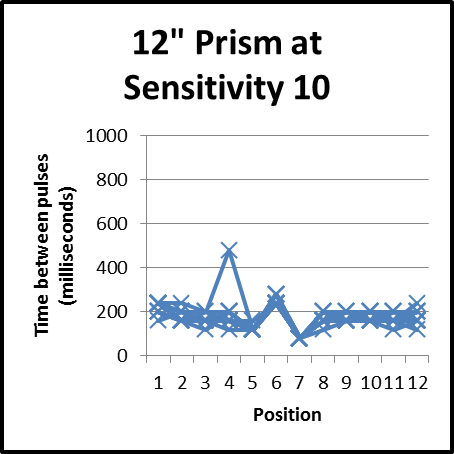 12" Prism at
Sensitivity 10
Time between pulses
(milliseconds)
1000
800
600
400
200
0
1 2 3 4 5 6 7 8 9 10 11 12
Position